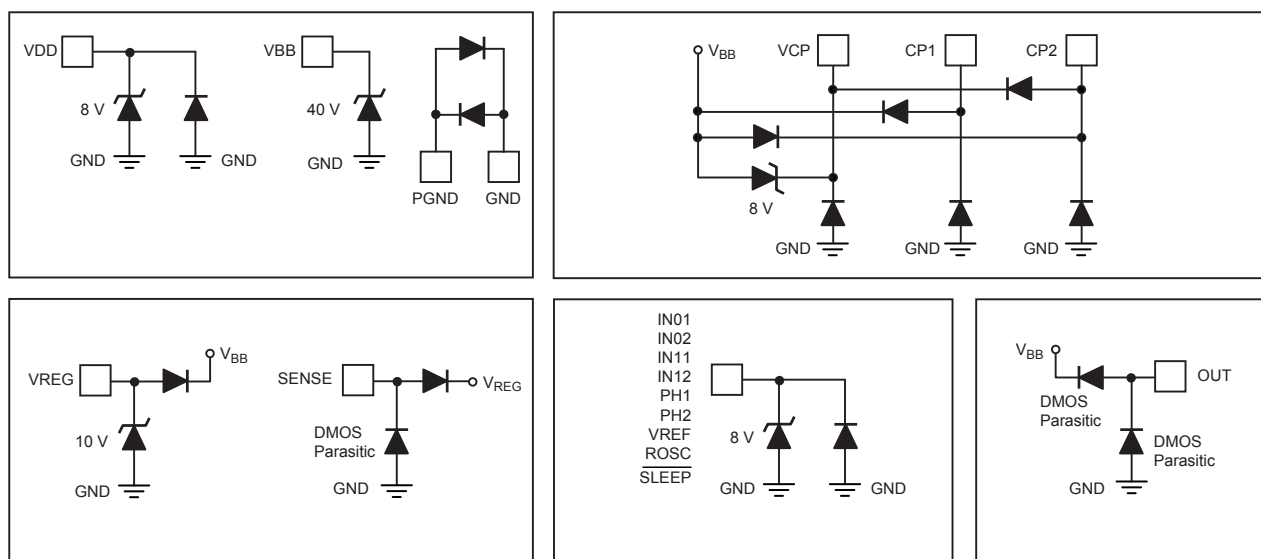 VDD
8 V
GND
GND
VBB
40 V
GND
PGND
GND
VBB
VCP
CP1
CP2
8 V
GND
GND
GND
VREG
VBB
10 V
GND
SENSE
VREG
DMOS
Parasitic
GND
IN01
IN02
IN11
IN12
PH1
PH2
VREF
ROSC
SLEEP
8 V
GND
GND
VBB
OUT
DMOS
Parasitic
DMOS
Parasitic
GND